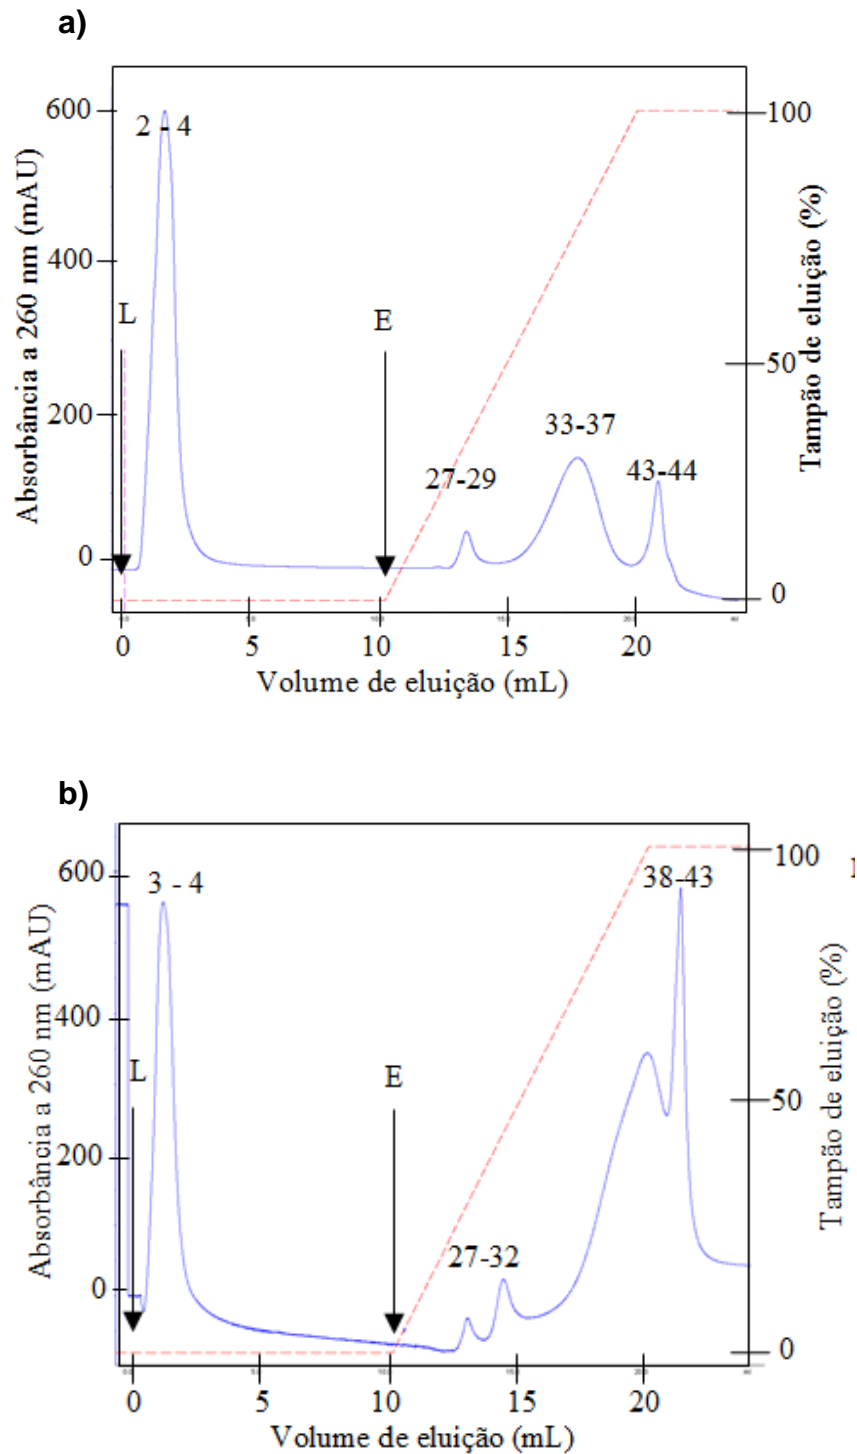 a)
600
400
200
0
Absorbância a 260 nm (mAU)
2 - 4
L
E
27-29
33-37
43-44
100
50
0
Tampão de eluição (%)
0
5
10
15
20
Volume de eluição (mL)
b)
600
400
200
0
Absorbância a 260 nm (mAU)
3 - 4
L
E
27-32
38-43
100
50
0
Tampão de eluição (%)
0
5
10
15
20
Volume de eluição (mL)